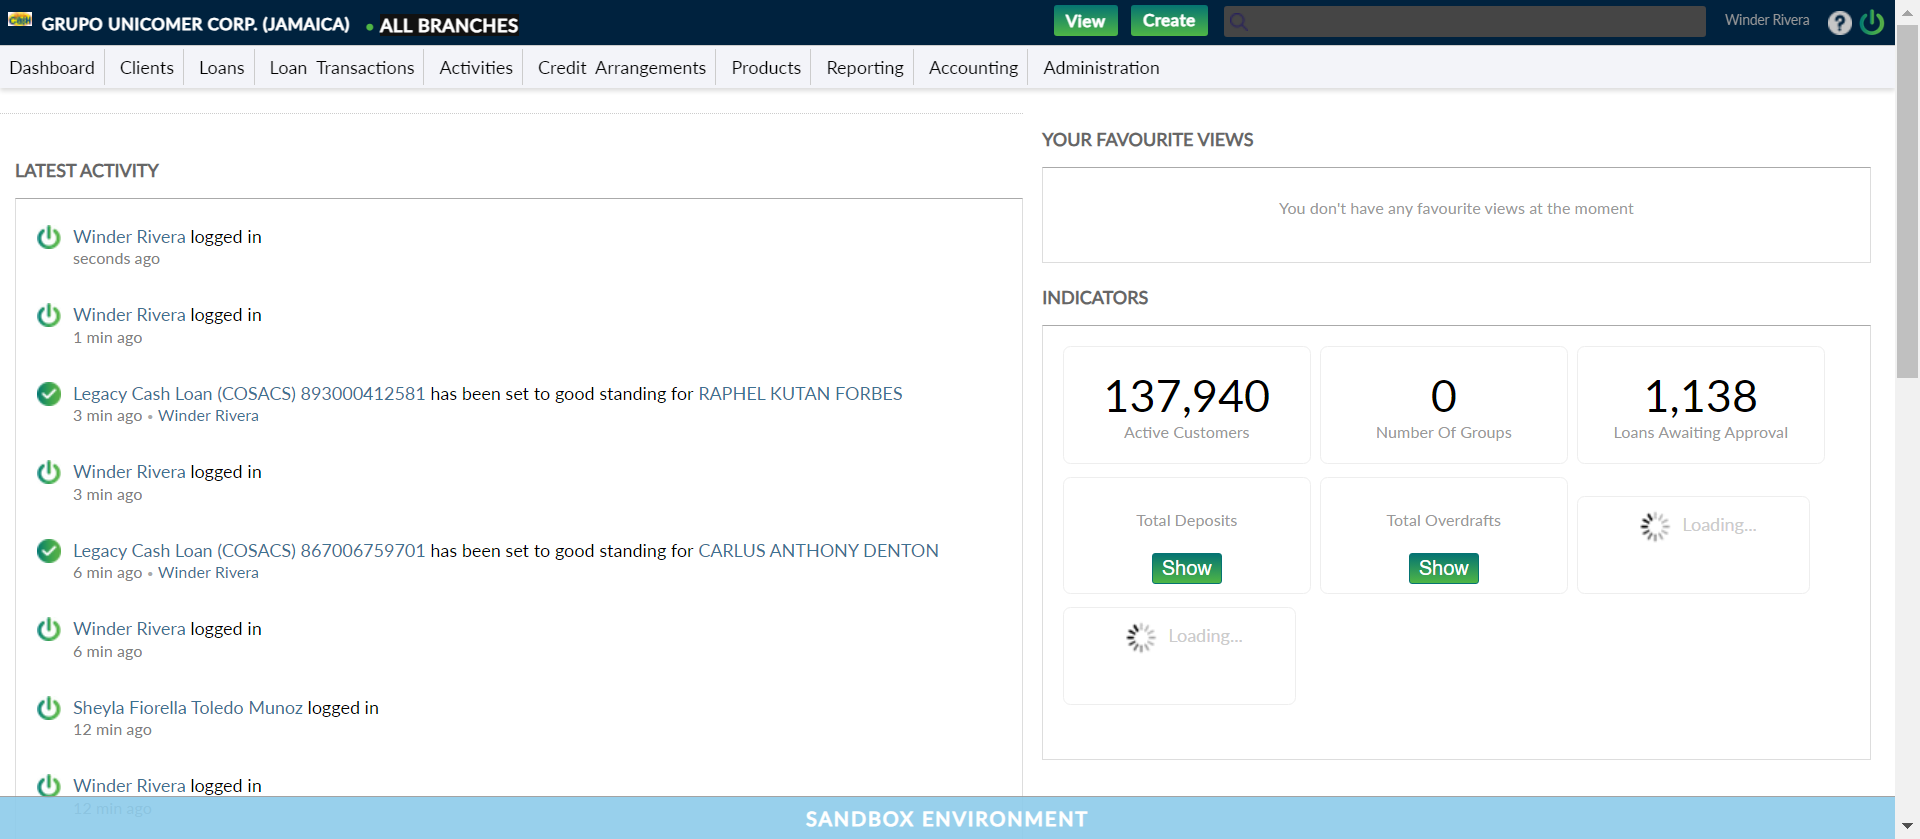 Cash
GRUPO UNICOMER CORP. (JAMAICA) • ALL BRANCHES
View
Create
Winder Rivera
?
Dashboard
Clients
Loans
Loan Transactions
Activities
Credit Arrangements
Products
Reporting
Accounting
Administration
LATEST ACTIVITY
Winder Rivera logged in
seconds ago
Winder Rivera logged in
1 min ago
Legacy Cash Loan (COSACS) 893000412581 has been set to good standing for RAPHEL KUTAN FORBES
3 min ago • Winder Rivera
Winder Rivera logged in
3 min ago
Legacy Cash Loan (COSACS) 867006759701 has been set to good standing for CARLUS ANTHONY DENTON
6 min ago • Winder Rivera
Winder Rivera logged in
6 min ago
Sheyla Fiorella Toledo Munoz logged in
12 min ago
Winder Rivera logged in
12 min ago
YOUR FAVOURITE VIEWS
You don't have any favourite views at the moment
INDICATORS
137,940
Active Customers
0
Number Of Groups
1,138
Loans Awaiting Approval
Total Deposits
Show
Total Overdrafts
Show
Loading...
Loading...
SANDBOX ENVIRONMENT